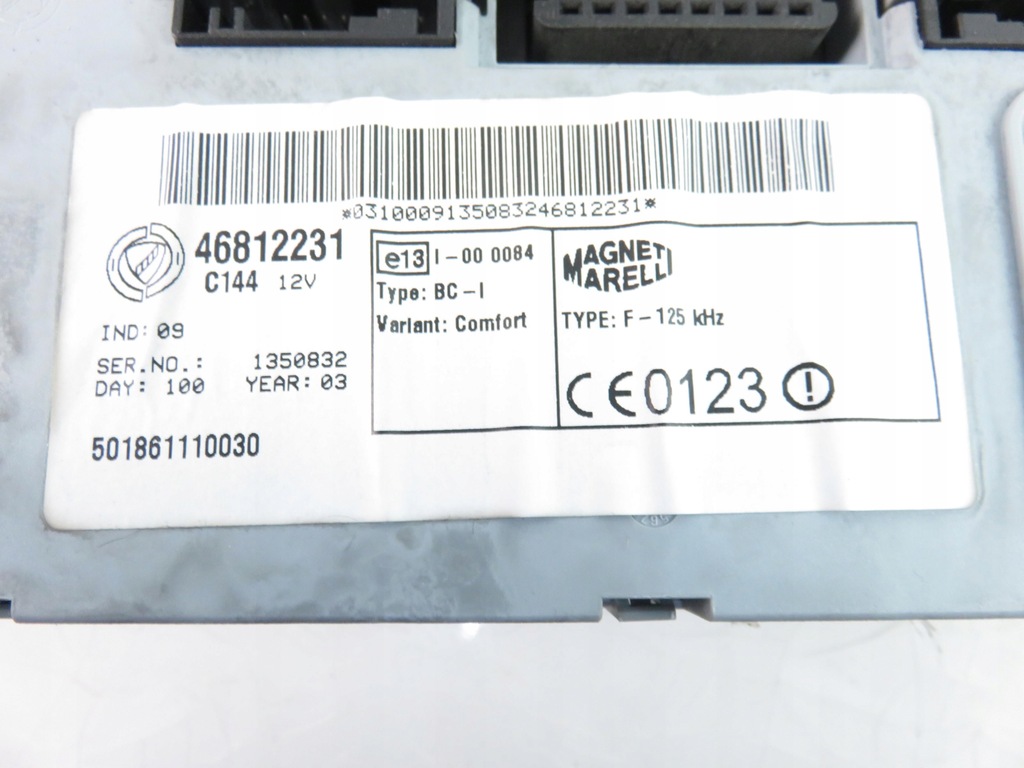 *0310009135083246812231*
46812231
C144 12V
IND: 09
SER.NO.: 1350832
DAY: 100 YEAR: 03
501861110030
e13 I-00 0084
Type: BC-I
Variant: Comfort
MAGNETI
MARELLI
TYPE: F-125 kHz
CE0123